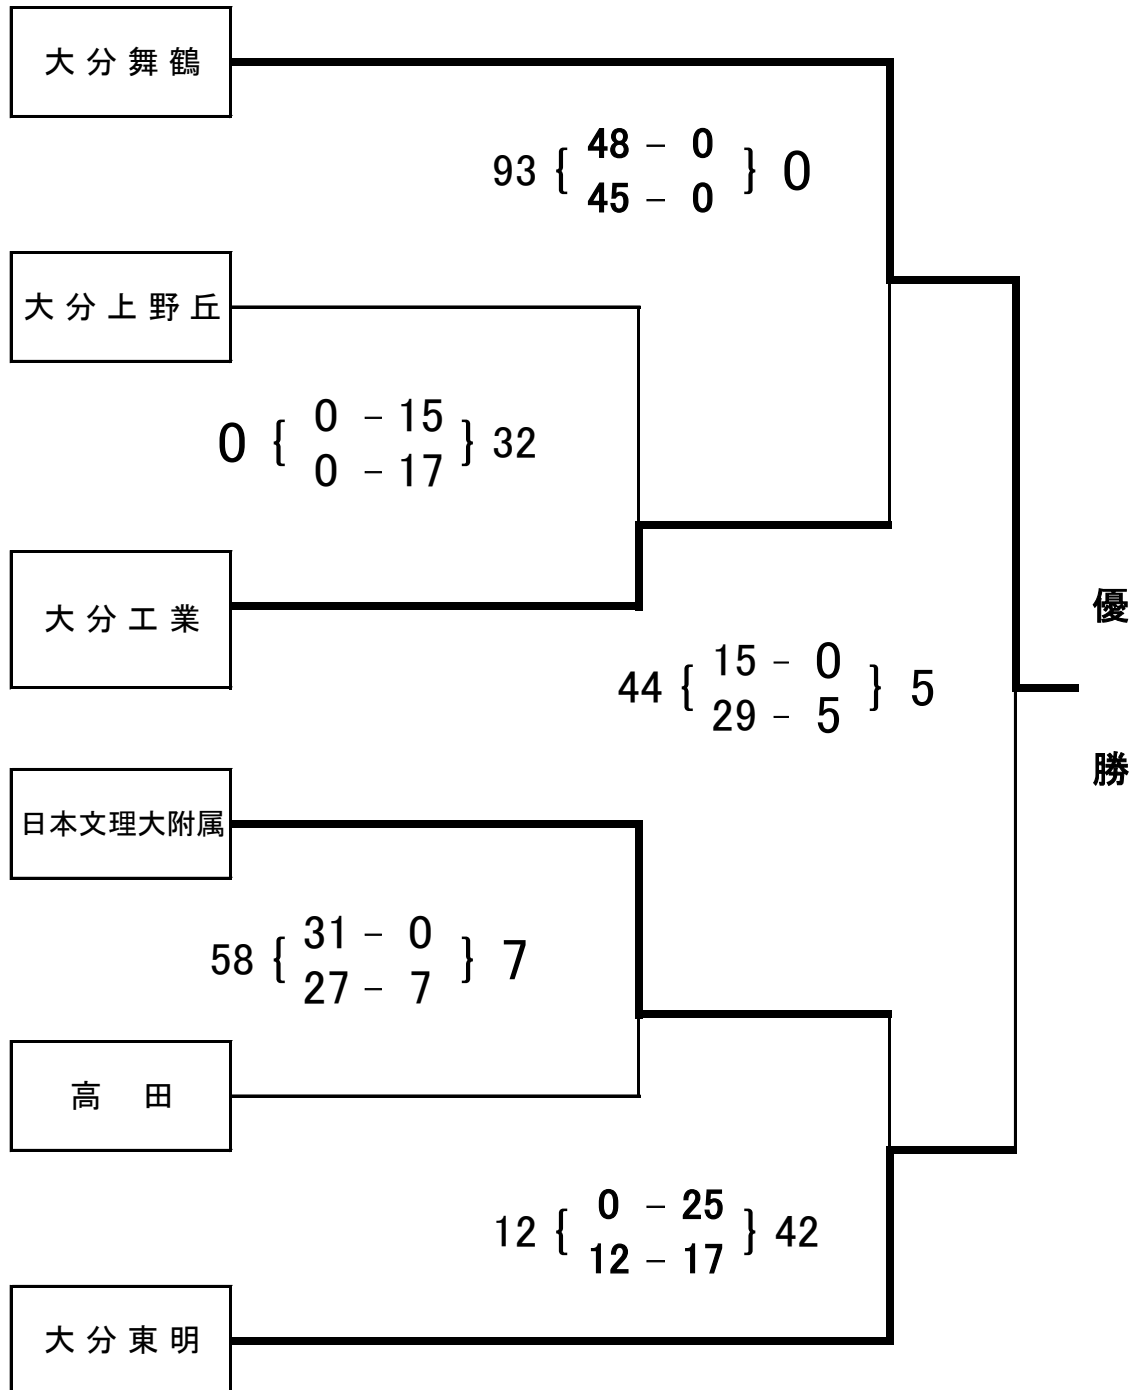 大分舞鶴
48 - 0
93 { } 0
45 - 0
大分上野丘
0 - 15
0 { } 32
0 - 17
大分工業
優
15 - 0
44 { } 5
29 - 5
勝
日本文理大附属
31 - 0
58 { } 7
27 - 7
高 田
0 - 25
12 { } 42
12 - 17
大分東明